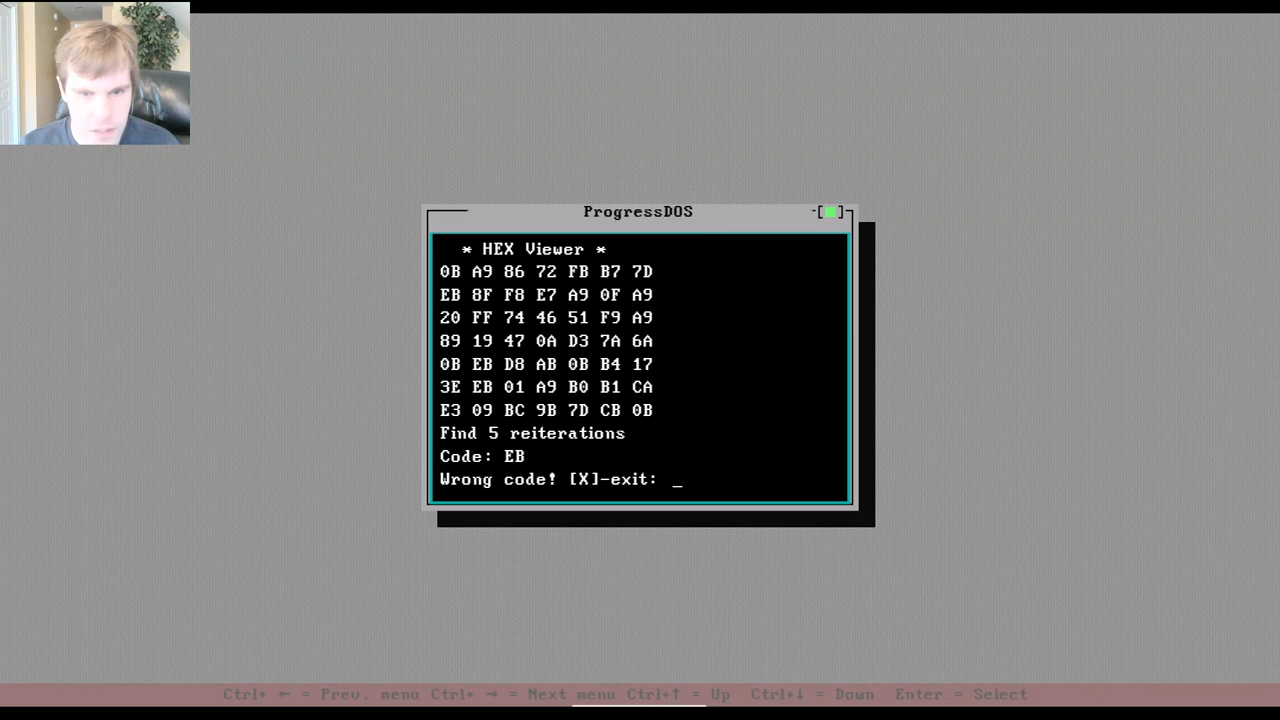 ProgressDOS
* HEX Viewer *
0B A9 86 72 FB B7 7D
EB 8F F8 E7 A9 0F A9
20 FF 74 46 51 F9 A9
89 19 47 0A D3 7A 6A
0B EB D8 AB 0B B4 17
3E EB 01 A9 B0 B1 CA
E3 09 BC 9B 7D CB 0B
Find 5 reiterations
Code: EB
Wrong code! [X]-exit: _
Ctrl+ ← = Prev. menu Ctrl+ → = Next menu Ctrl+↑ = Up Ctrl+↓ = Down Enter = Select